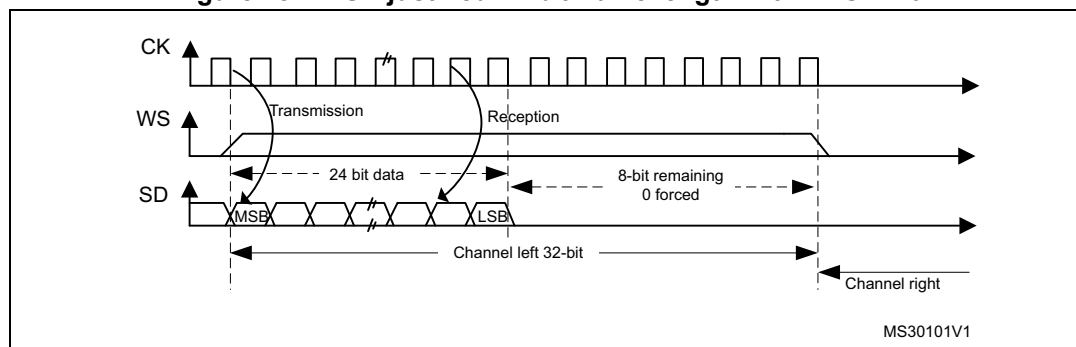 CK
Transmission
Reception
WS
24 bit data
8-bit remaining
0 forced
SD
MSB
LSB
Channel left 32-bit
Channel right
MS30101V1